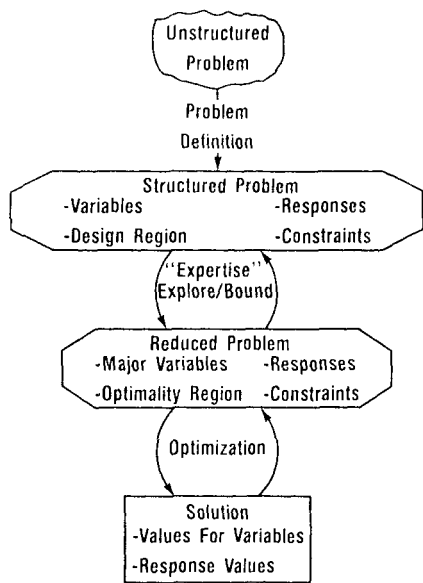 Unstructured
Problem
Problem
Definition
Structured Problem
-Variables -Responses
-Design Region -Constraints
"Expertise"
Explore/Bound
Reduced Problem
-Major Variables -Responses
-Optimality Region -Constraints
Optimization
Solution
-Values For Variables
-Response Values